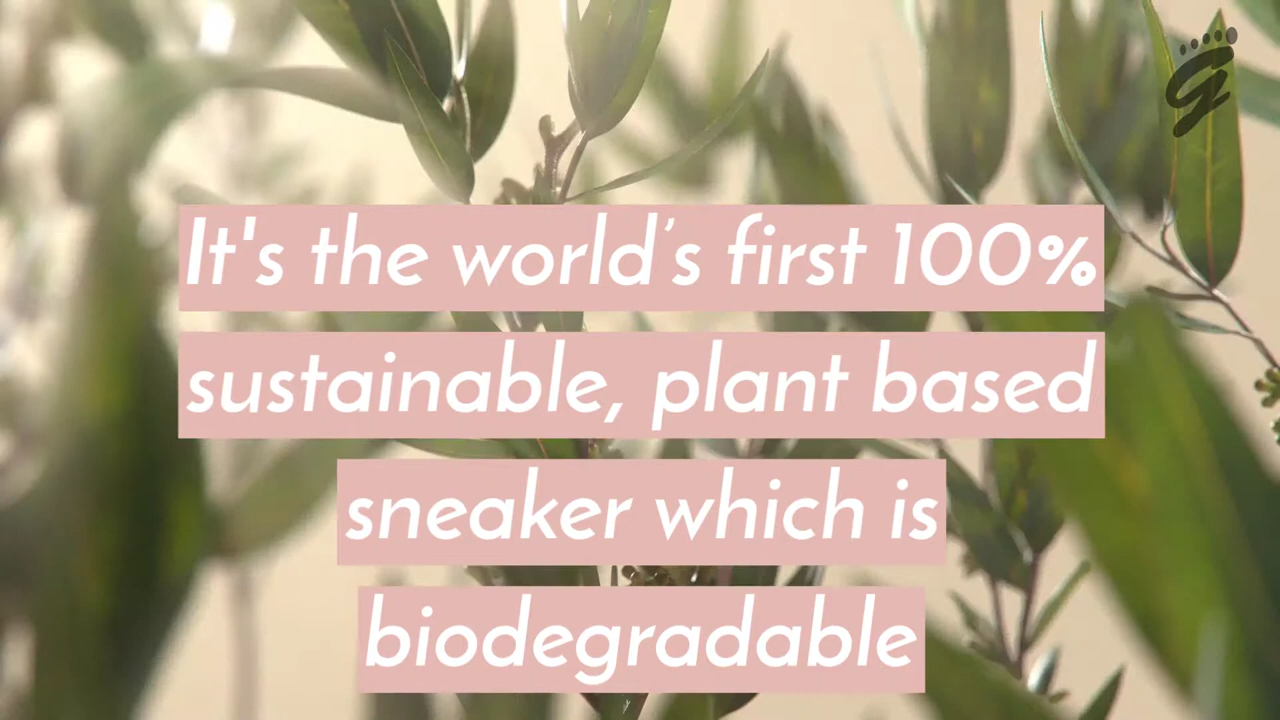 It's the world’s first 100%
sustainable, plant based
sneaker which is
biodegradable